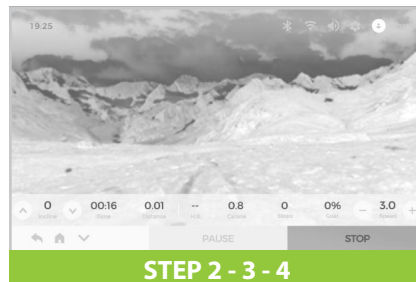 19.25
0 00:16 0.01 -- 0.8 0 0% – 3.0 +
Incline Time Distance H.R. Calorie Steps Goal Speed
PAUSE STOP
STEP 2 - 3 - 4